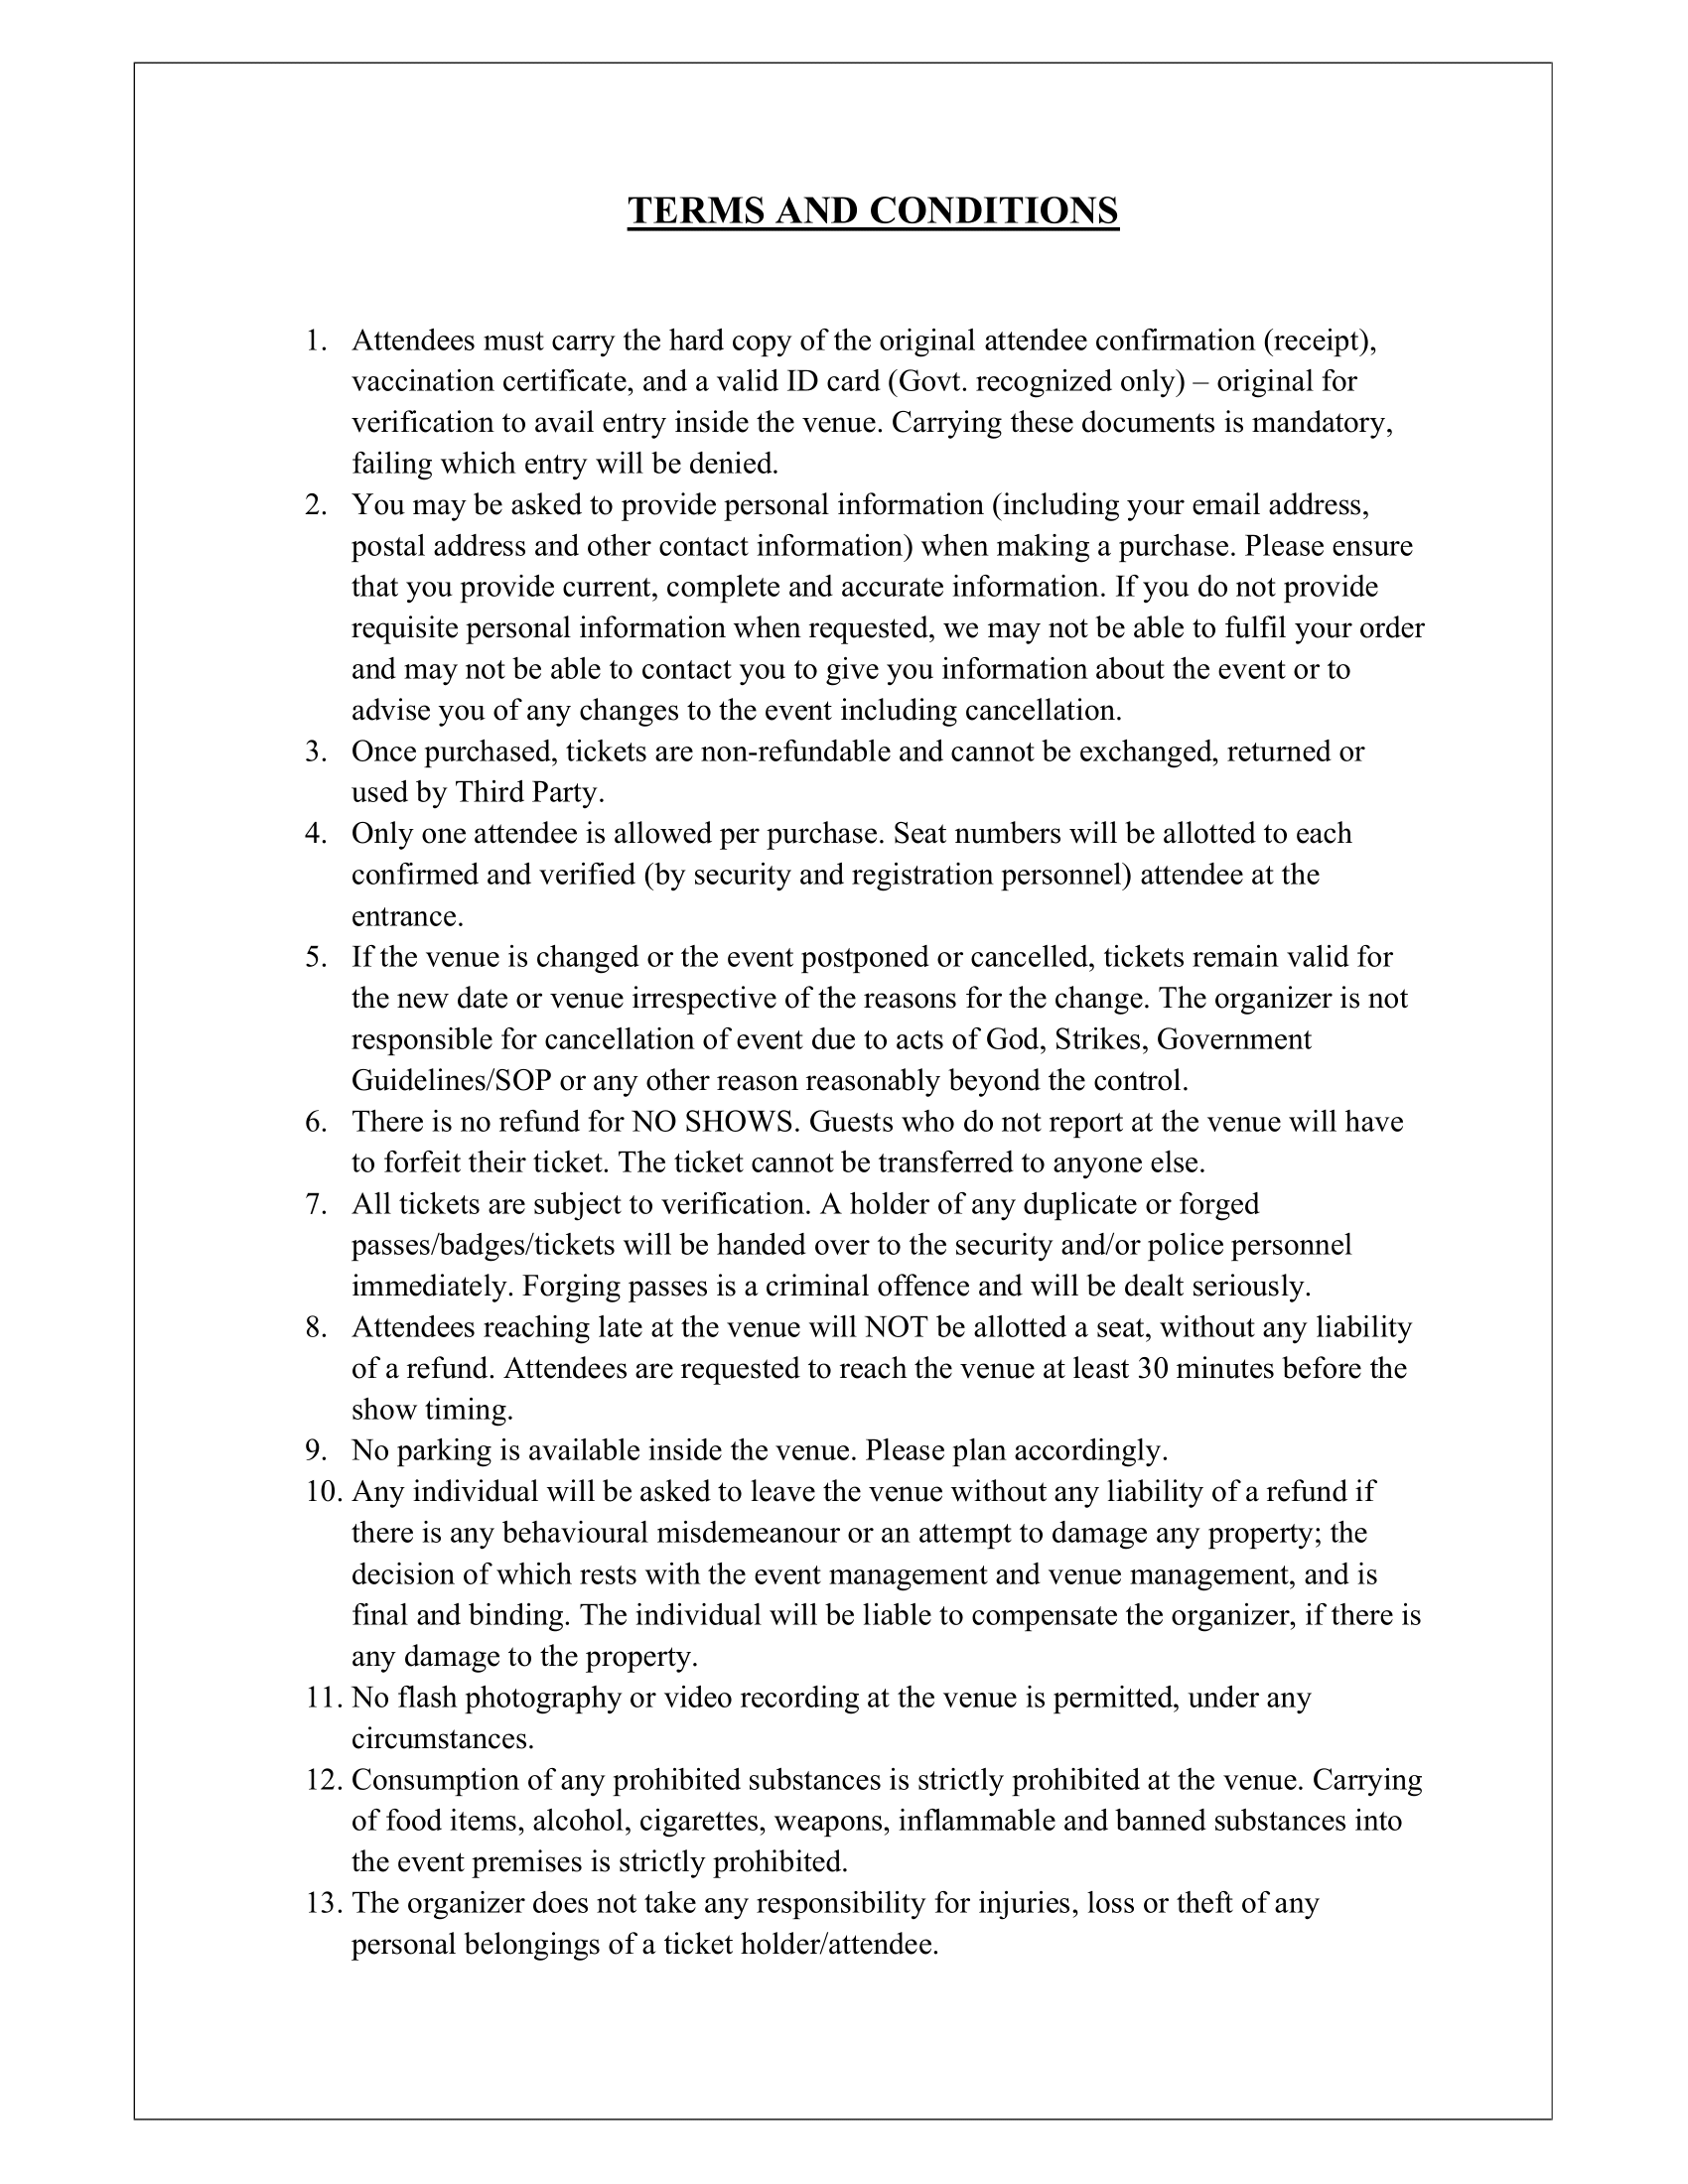 TERMS AND CONDITIONS
1. Attendees must carry the hard copy of the original attendee confirmation (receipt),
vaccination certificate, and a valid ID card (Govt. recognized only) – original for
verification to avail entry inside the venue. Carrying these documents is mandatory,
failing which entry will be denied.
2. You may be asked to provide personal information (including your email address,
postal address and other contact information) when making a purchase. Please ensure
that you provide current, complete and accurate information. If you do not provide
requisite personal information when requested, we may not be able to fulfil your order
and may not be able to contact you to give you information about the event or to
advise you of any changes to the event including cancellation.
3. Once purchased, tickets are non-refundable and cannot be exchanged, returned or
used by Third Party.
4. Only one attendee is allowed per purchase. Seat numbers will be allotted to each
confirmed and verified (by security and registration personnel) attendee at the
entrance.
5. If the venue is changed or the event postponed or cancelled, tickets remain valid for
the new date or venue irrespective of the reasons for the change. The organizer is not
responsible for cancellation of event due to acts of God, Strikes, Government
Guidelines/SOP or any other reason reasonably beyond the control.
6. There is no refund for NO SHOWS. Guests who do not report at the venue will have
to forfeit their ticket. The ticket cannot be transferred to anyone else.
7. All tickets are subject to verification. A holder of any duplicate or forged
passes/badges/tickets will be handed over to the security and/or police personnel
immediately. Forging passes is a criminal offence and will be dealt seriously.
8. Attendees reaching late at the venue will NOT be allotted a seat, without any liability
of a refund. Attendees are requested to reach the venue at least 30 minutes before the
show timing.
9. No parking is available inside the venue. Please plan accordingly.
10. Any individual will be asked to leave the venue without any liability of a refund if
there is any behavioural misdemeanour or an attempt to damage any property; the
decision of which rests with the event management and venue management, and is
final and binding. The individual will be liable to compensate the organizer, if there is
any damage to the property.
11. No flash photography or video recording at the venue is permitted, under any
circumstances.
12. Consumption of any prohibited substances is strictly prohibited at the venue. Carrying
of food items, alcohol, cigarettes, weapons, inflammable and banned substances into
the event premises is strictly prohibited.
13. The organizer does not take any responsibility for injuries, loss or theft of any
personal belongings of a ticket holder/attendee.